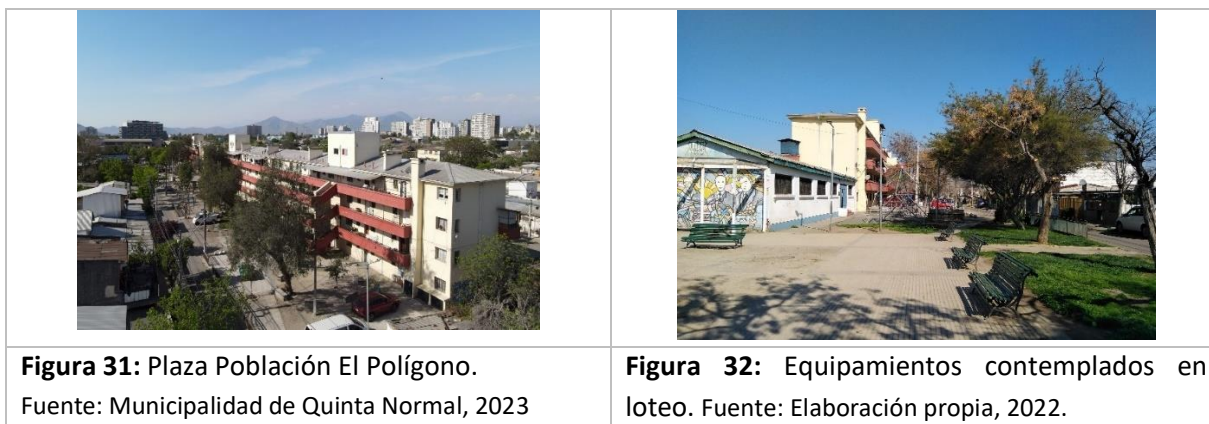 Figura 31: Plaza Población El Polígono.
Fuente: Municipalidad de Quinta Normal, 2023
Figura 32: Equipamientos contemplados en
loteo. Fuente: Elaboración propia, 2022.